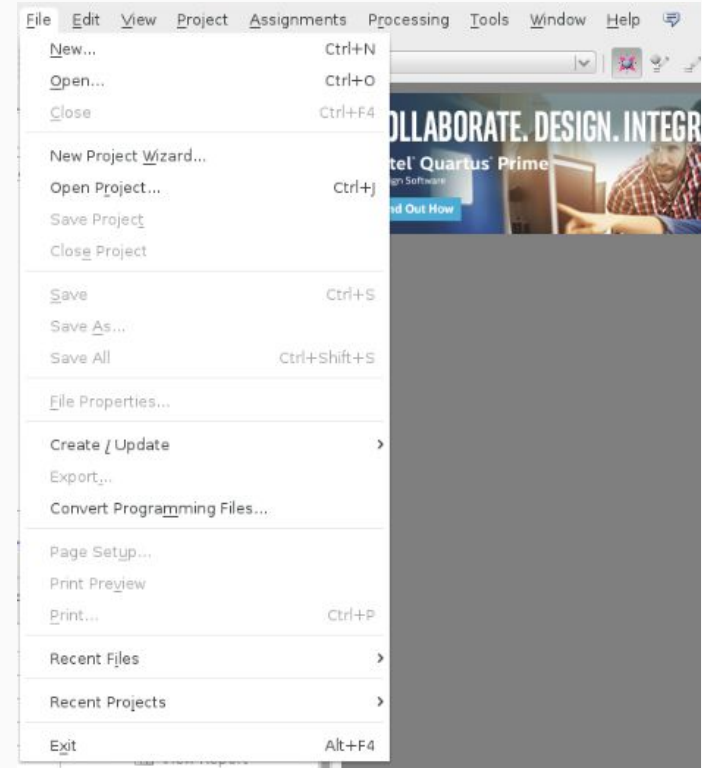 File Edit View Project Assignments Processing Tools Window Help
New... Ctrl+N
Open... Ctrl+O
Close Ctrl+F4
New Project Wizard...
Open Project... Ctrl+J
Save Project
Close Project
Save Ctrl+S
Save As...
Save All Ctrl+Shift+S
File Properties...
Create / Update
Export...
Convert Programming Files...
Page Setup...
Print Preview
Print... Ctrl+P
Recent Files
Recent Projects
Exit Alt+F4
OLLABORATE. DESIGN. INTEGR
tel Quartus Prime
gn Software
nd Out How